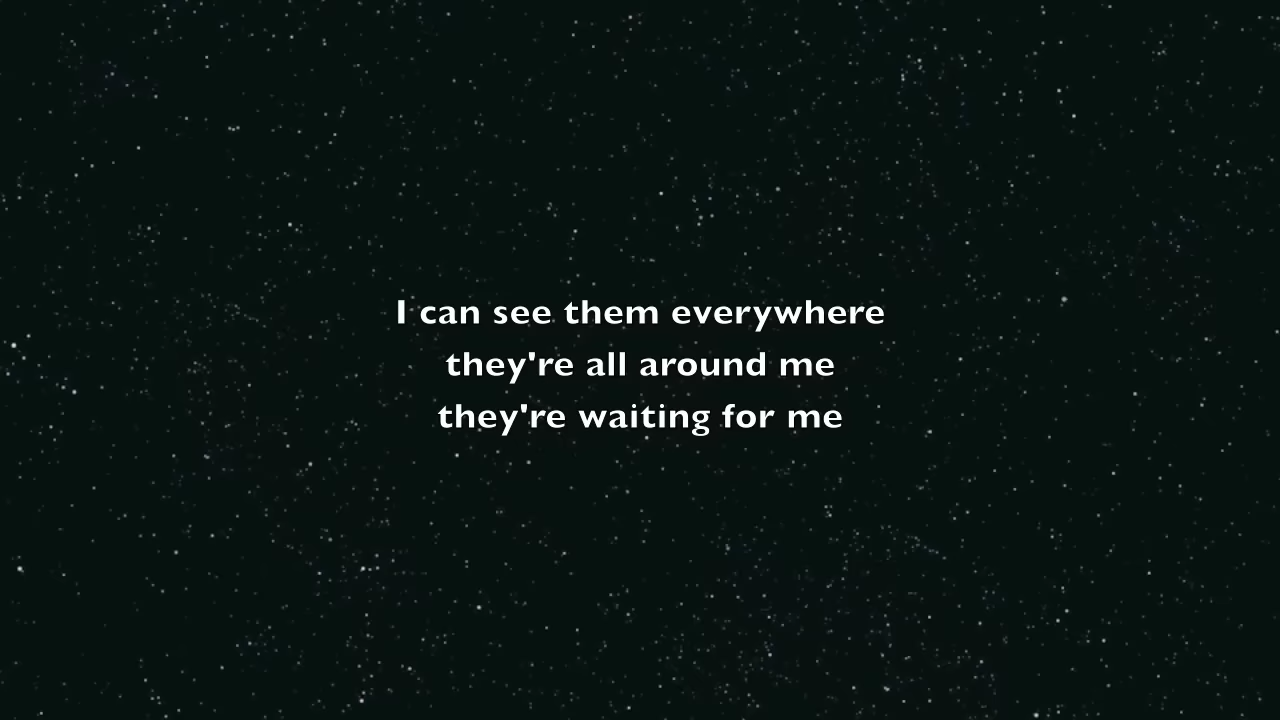 I can see them everywhere
they're all around me
they're waiting for me